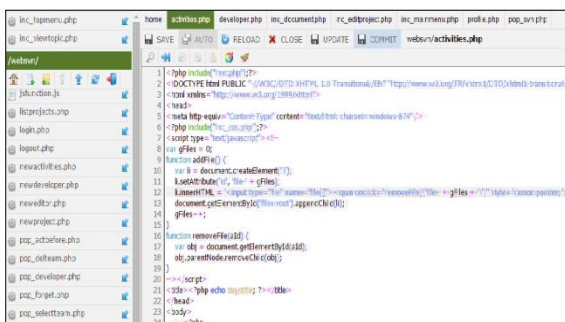 inc_topmenu.php
inc_viewtopic.php
/websvn/
jsfunction.js
listprojects.php
login.php
logout.php
newactivities.php
newdeveloper.php
neweditor.php
newproject.php
pop_actbefore.php
pop_delteam.php
pop_developer.php
pop_forget.php
pop_selectteam.php
home activities.php developer.php inc_document.php inc_editproject.php inc_mainmenu.php profile.php pop_svn.php
SAVE AUTO RELOAD CLOSE UPDATE COMMIT websvn/activities.php
1 <?php include("inc.php");?>
2 <!DOCTYPE html PUBLIC "-//W3C//DTD XHTML 1.0 Transitional//EN" "http://www.w3.org/TR/xhtml1/DTD/xhtml1-transitional
3 <html xmlns="http://www.w3.org/1999/xhtml">
4 <head>
5 <meta http-equiv="Content-Type" content="text/html; charset=windows-874" />
6 <?php include("inc_css.php");?>
7 <script type="text/javascript"><!--
8 var gFiles = 0;
9 function addFile() {
10 var li = document.createElement('li');
11 li.setAttribute('id', 'file-' + gFiles);
12 li.innerHTML = '<input type="file" name="file[]"><span onclick="removeFile(\'file-' + gFiles + '\')" style="cursor:pointer;"
13 document.getElementById('files-root').appendChild(li);
14 gFiles++;
15 }
16 function removeFile(aId) {
17 var obj = document.getElementById(aId);
18 obj.parentNode.removeChild(obj);
19 }
20 --></script>
21 <title><?php echo $systitle; ?></title>
22 </head>
23 <body>